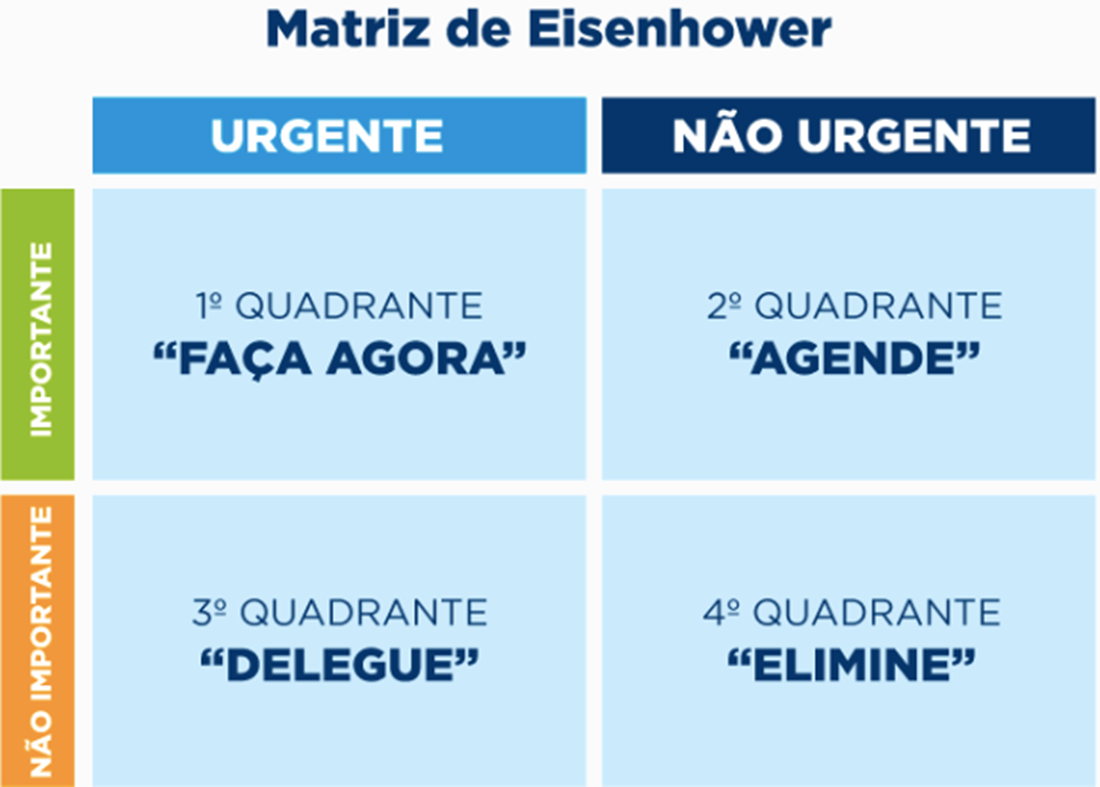 Matriz de Eisenhower
URGENTE
NÃO URGENTE
IMPORTANTE
1º QUADRANTE
“FAÇA AGORA”
2º QUADRANTE
“AGENDE”
NÃO IMPORTANTE
3º QUADRANTE
“DELEGUE”
4º QUADRANTE
“ELIMINE”